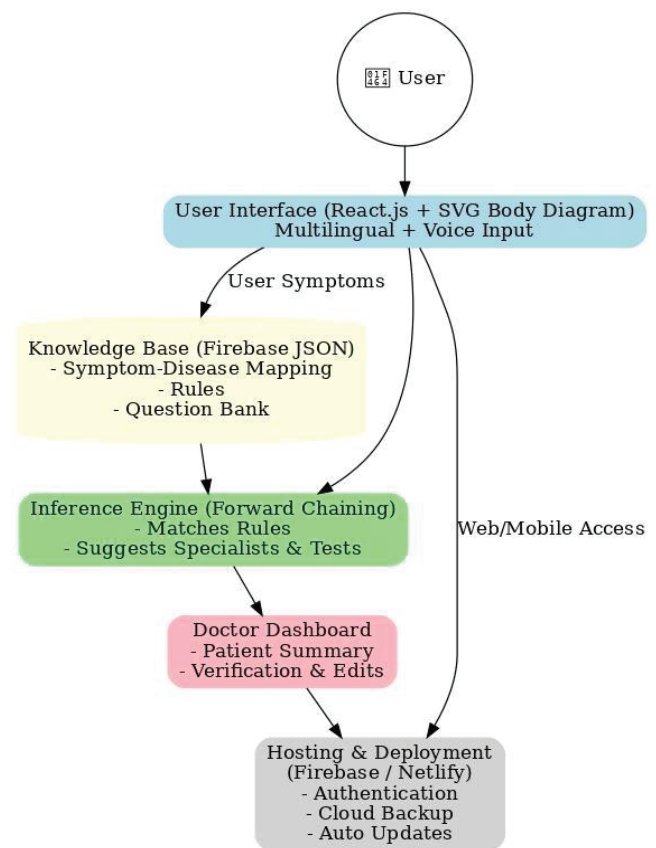 User
User Interface (React.js + SVG Body Diagram)
Multilingual + Voice Input
User Symptoms
Knowledge Base (Firebase JSON)
- Symptom-Disease Mapping
- Rules
- Question Bank
Inference Engine (Forward Chaining)
- Matches Rules
- Suggests Specialists & Tests
Web/Mobile Access
Doctor Dashboard
- Patient Summary
- Verification & Edits
Hosting & Deployment
(Firebase / Netlify)
- Authentication
- Cloud Backup
- Auto Updates